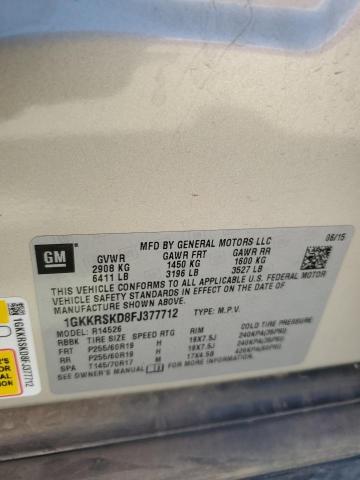 GM
MFD BY GENERAL MOTORS LLC 06/15
GVWR GAWR FRT GAWR RR
2908 KG 1450 KG 1600 KG
6411 LB 3196 LB 3527 LB
THIS VEHICLE CONFORMS TO ALL APPLICABLE U.S. FEDERAL MOTOR
VEHICLE SAFETY AND THEFT PREVENTION STANDARDS IN EFFECT ON THE DATE OF
MANUFACTURE SHOWN ABOVE.
1GKKRSKD8FJ377712 TYPE: M.P.V.
MODEL: R14526
RBBK TIRE SIZE SPEED RTG RIM COLD TIRE PRESSURE
FRT P255/60R19 H 19X7.5J 240KPA(35PSI)
RR P255/60R19 H 19X7.5J 240KPA(35PSI)
SPA T145/70R17 M 17X4.5B 420KPA(60PSI)
SEE OWNER'S MANUAL
1GKKRSKD8FJ377712